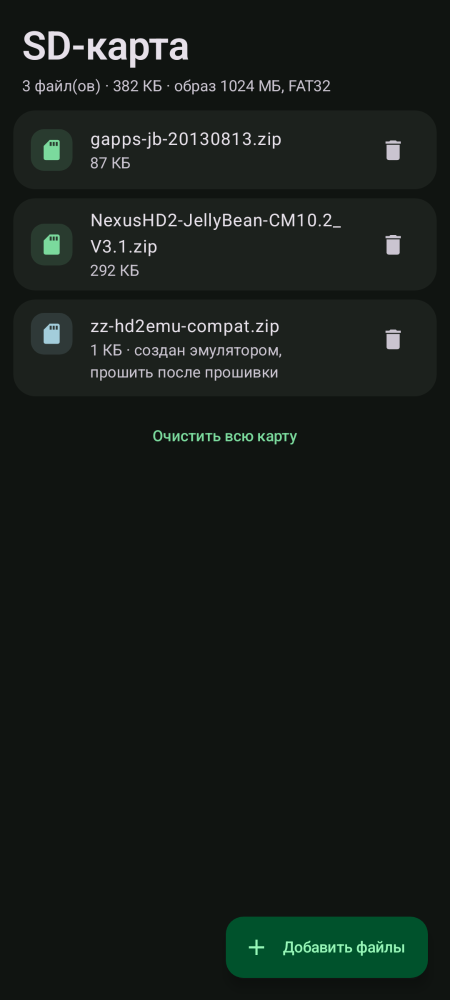 SD-карта
3 файл(ов) · 382 КБ · образ 1024 МБ, FAT32
gapps-jb-20130813.zip
87 КБ
NexusHD2-JellyBean-CM10.2_
V3.1.zip
292 КБ
zz-hd2emu-compat.zip
1 КБ · создан эмулятором,
прошить после прошивки
Очистить всю карту
Добавить файлы